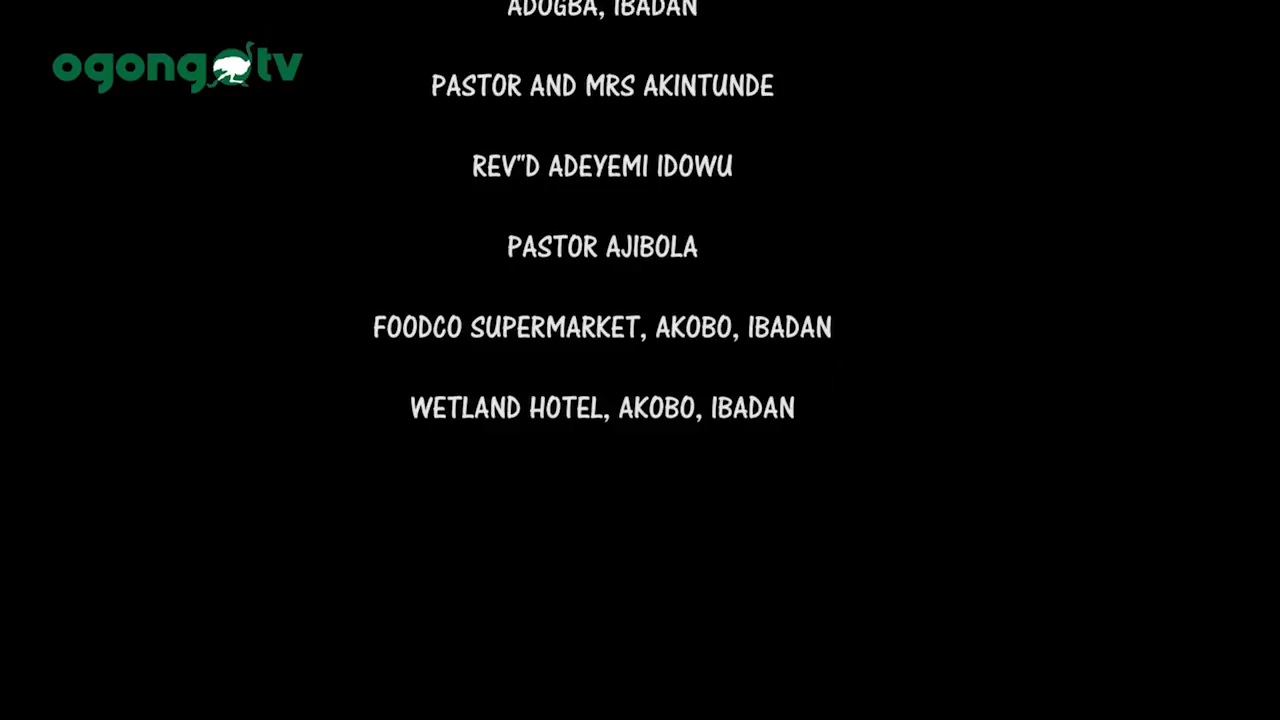 ADOGBA, IBADAN
ogongotv
PASTOR AND MRS AKINTUNDE
REV"D ADEYEMI IDOWU
PASTOR AJIBOLA
FOODCO SUPERMARKET, AKOBO, IBADAN
WETLAND HOTEL, AKOBO, IBADAN